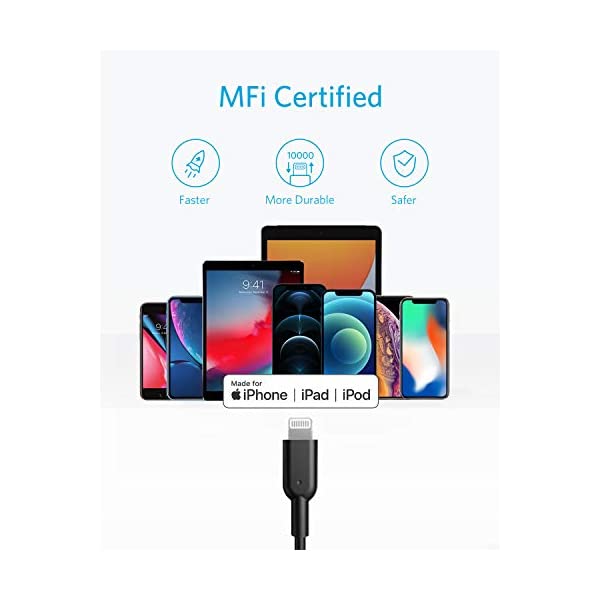 MFi Certified
10000
Faster
More Durable
Safer
9:41
Made for
iPhone | iPad | iPod